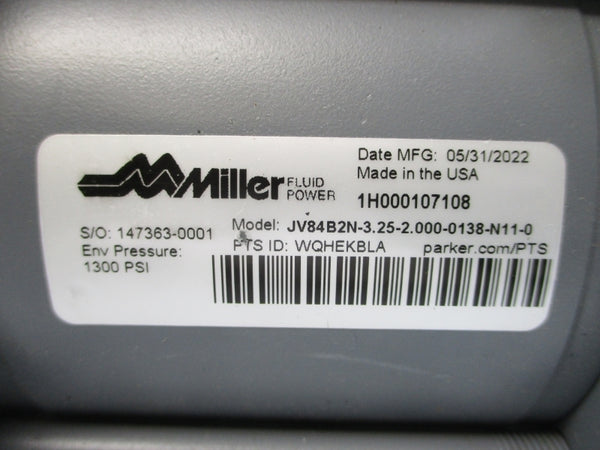 Miller FLUID POWER
Date MFG: 05/31/2022
Made in the USA
1H000107108
S/O: 147363-0001
Model: JV84B2N-3.25-2.000-0138-N11-0
Env Pressure:
1300 PSI
PTS ID: WQHEKBLA
parker.com/PTS